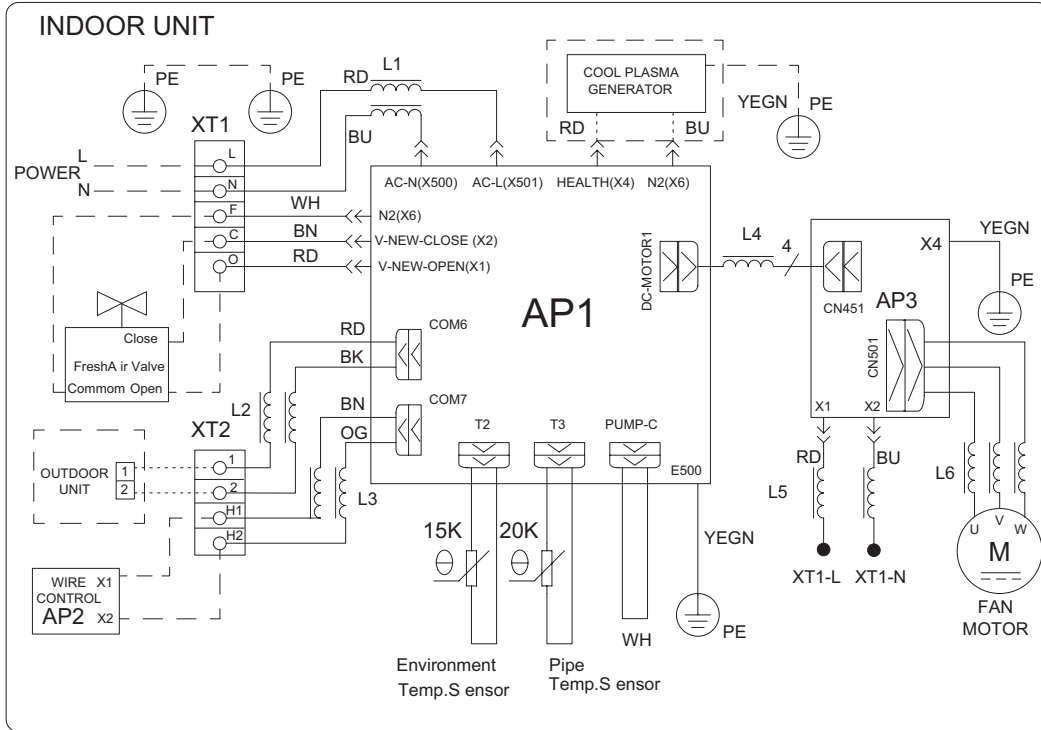 INDOOR UNIT
PE
PE
RD
L1
BU
COOL PLASMA
GENERATOR
RD
BU
YEGN
PE
XT1
L
POWER
N
L
N
F
C
O
WH
BN
RD
AC-N(X500)
AC-L(X501)
HEALTH(X4)
N2(X6)
N2(X6)
V-NEW-CLOSE (X2)
V-NEW-OPEN(X1)
AP1
DC-MOTOR1
L4
4
CN451
X4
AP3
CN501
X1
X2
YEGN
PE
Close
FreshA ir Valve
Commom Open
RD
BK
COM6
BN
OG
COM7
L2
L3
XT2
1
2
H1
H2
OUTDOOR
UNIT
1
2
WIRE
CONTROL
AP2
X1
X2
T2
T3
PUMP-C
E500
15K
20K
WH
YEGN
PE
Environment
Temp.S ensor
Pipe
Temp.S ensor
RD
BU
L5
XT1-L
XT1-N
L6
U
V
W
M
FAN
MOTOR